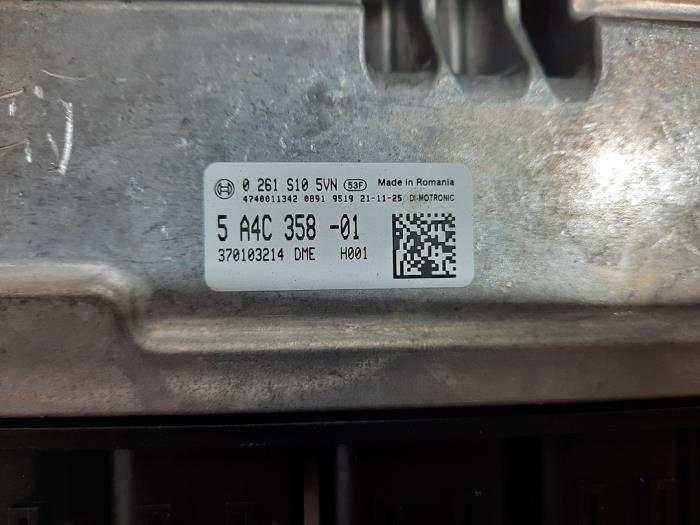 0 261 S10 5VN 53F Made in Romania
4740011342 0891 9519 21-11-25 DI-MOTRONIC
5 A4C 358 -01
370103214 DME H001